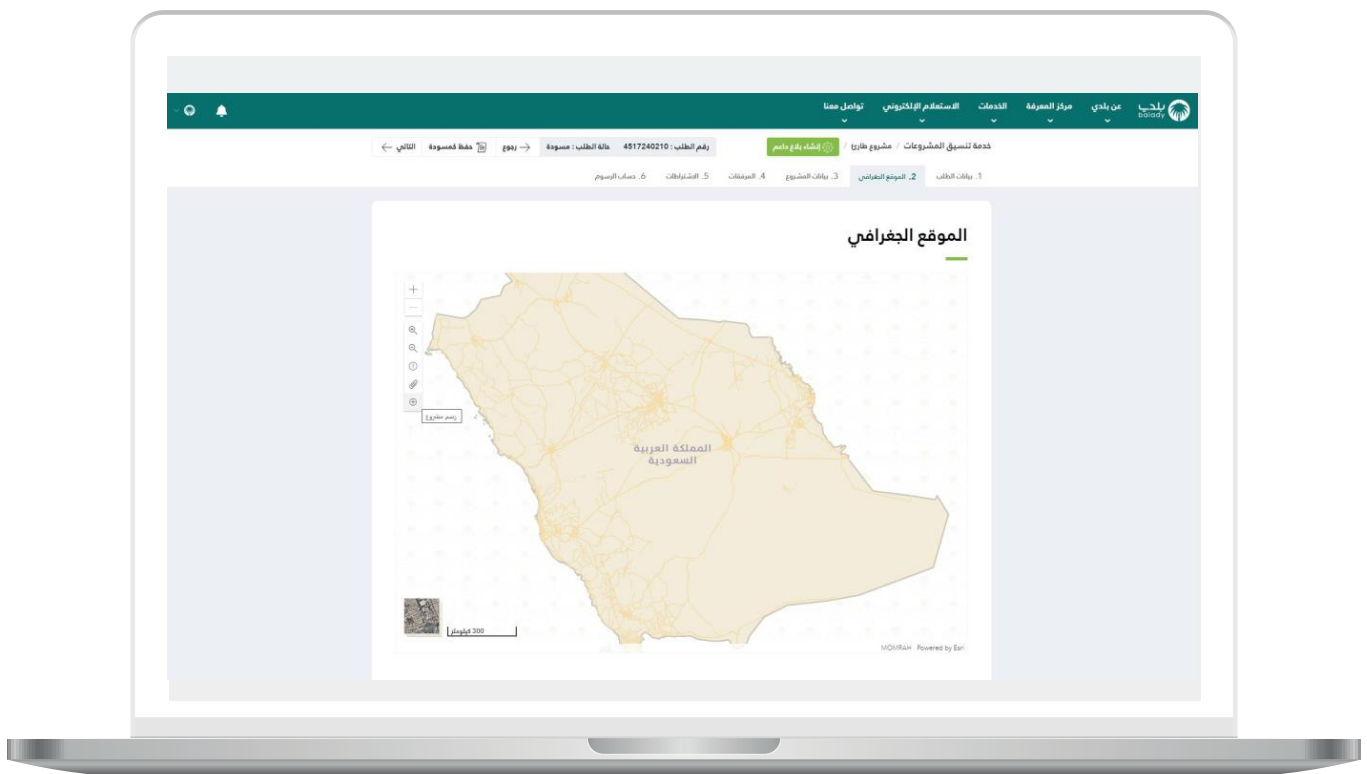 بلدي
balady
عن بلدي
مركز المعرفة
الخدمات
الاستعلام الإلكتروني
تواصل معنا
خدمة تنسيق المشروعات / مشروع طارئ /
إنشاء بلاغ داعم
رقم الطلب : 4517240210
حالة الطلب : مسودة
رجوع
حفظ كمسودة
التالي
1. بيانات الطلب
2. الموقع الجغرافي
3. بيانات المشروع
4. المرفقات
5. الاشتراطات
6. حساب الرسوم
الموقع الجغرافي
رسم مشروع
المملكة العربية
السعودية
300 كيلومتر
MOMRAH Powered by Esri